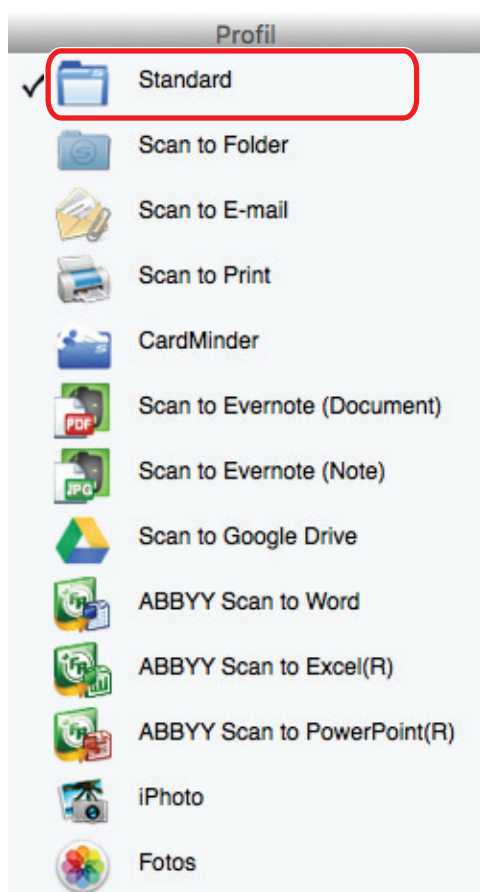 Profil
Standard
Scan to Folder
Scan to E-mail
Scan to Print
CardMinder
PDF
Scan to Evernote (Document)
JPG
Scan to Evernote (Note)
Scan to Google Drive
ABBYY Scan to Word
ABBYY Scan to Excel(R)
ABBYY Scan to PowerPoint(R)
iPhoto
Fotos